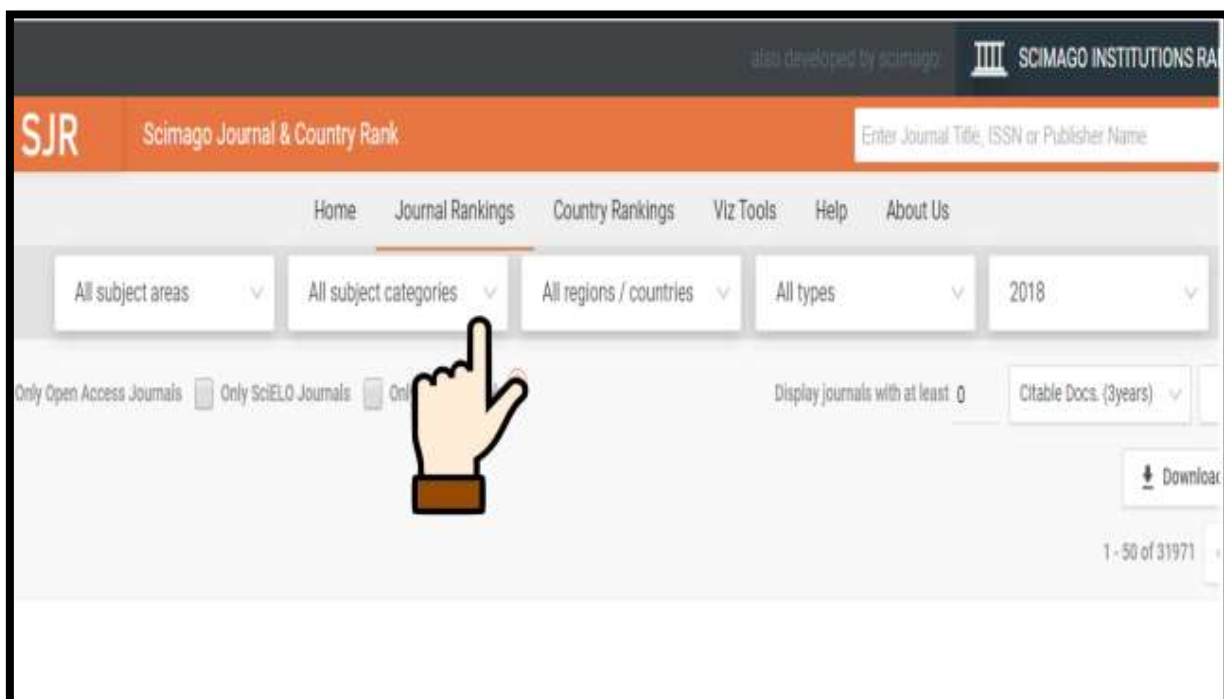 also developed by scimago
SCIMAGO INSTITUTIONS RA
SJR
Scimago Journal & Country Rank
Enter Journal Title, ISSN or Publisher Name
Home Journal Rankings Country Rankings Viz Tools Help About Us
All subject areas All subject categories All regions / countries All types 2018
Only Open Access Journals Only SciELO Journals Display journals with at least 0 Citable Docs. (3years)
Download
1 - 50 of 31971